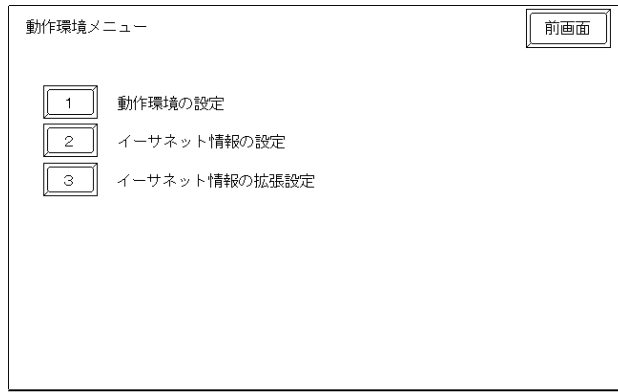 動作環境メニュー 前画面
1 動作環境の設定
2 イーサネット情報の設定
3 イーサネット情報の拡張設定